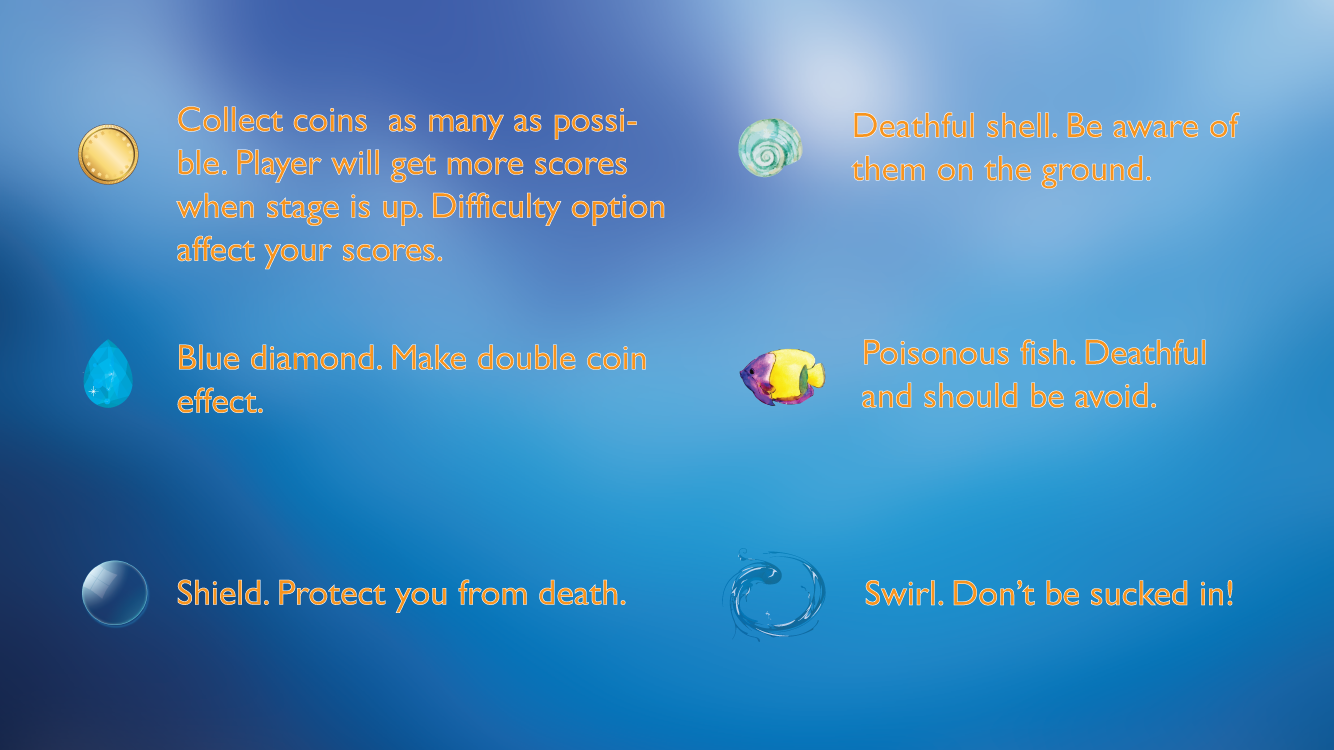 Collect coins  as many as possi-
ble. Player will get more scores
when stage is up. Difficulty option
affect your scores.
Blue diamond. Make double coin
effect.
Shield. Protect you from death.
Deathful shell. Be aware of
them on the ground.
Poisonous fish. Deathful
and should be avoid.
Swirl. Don’t be sucked in!